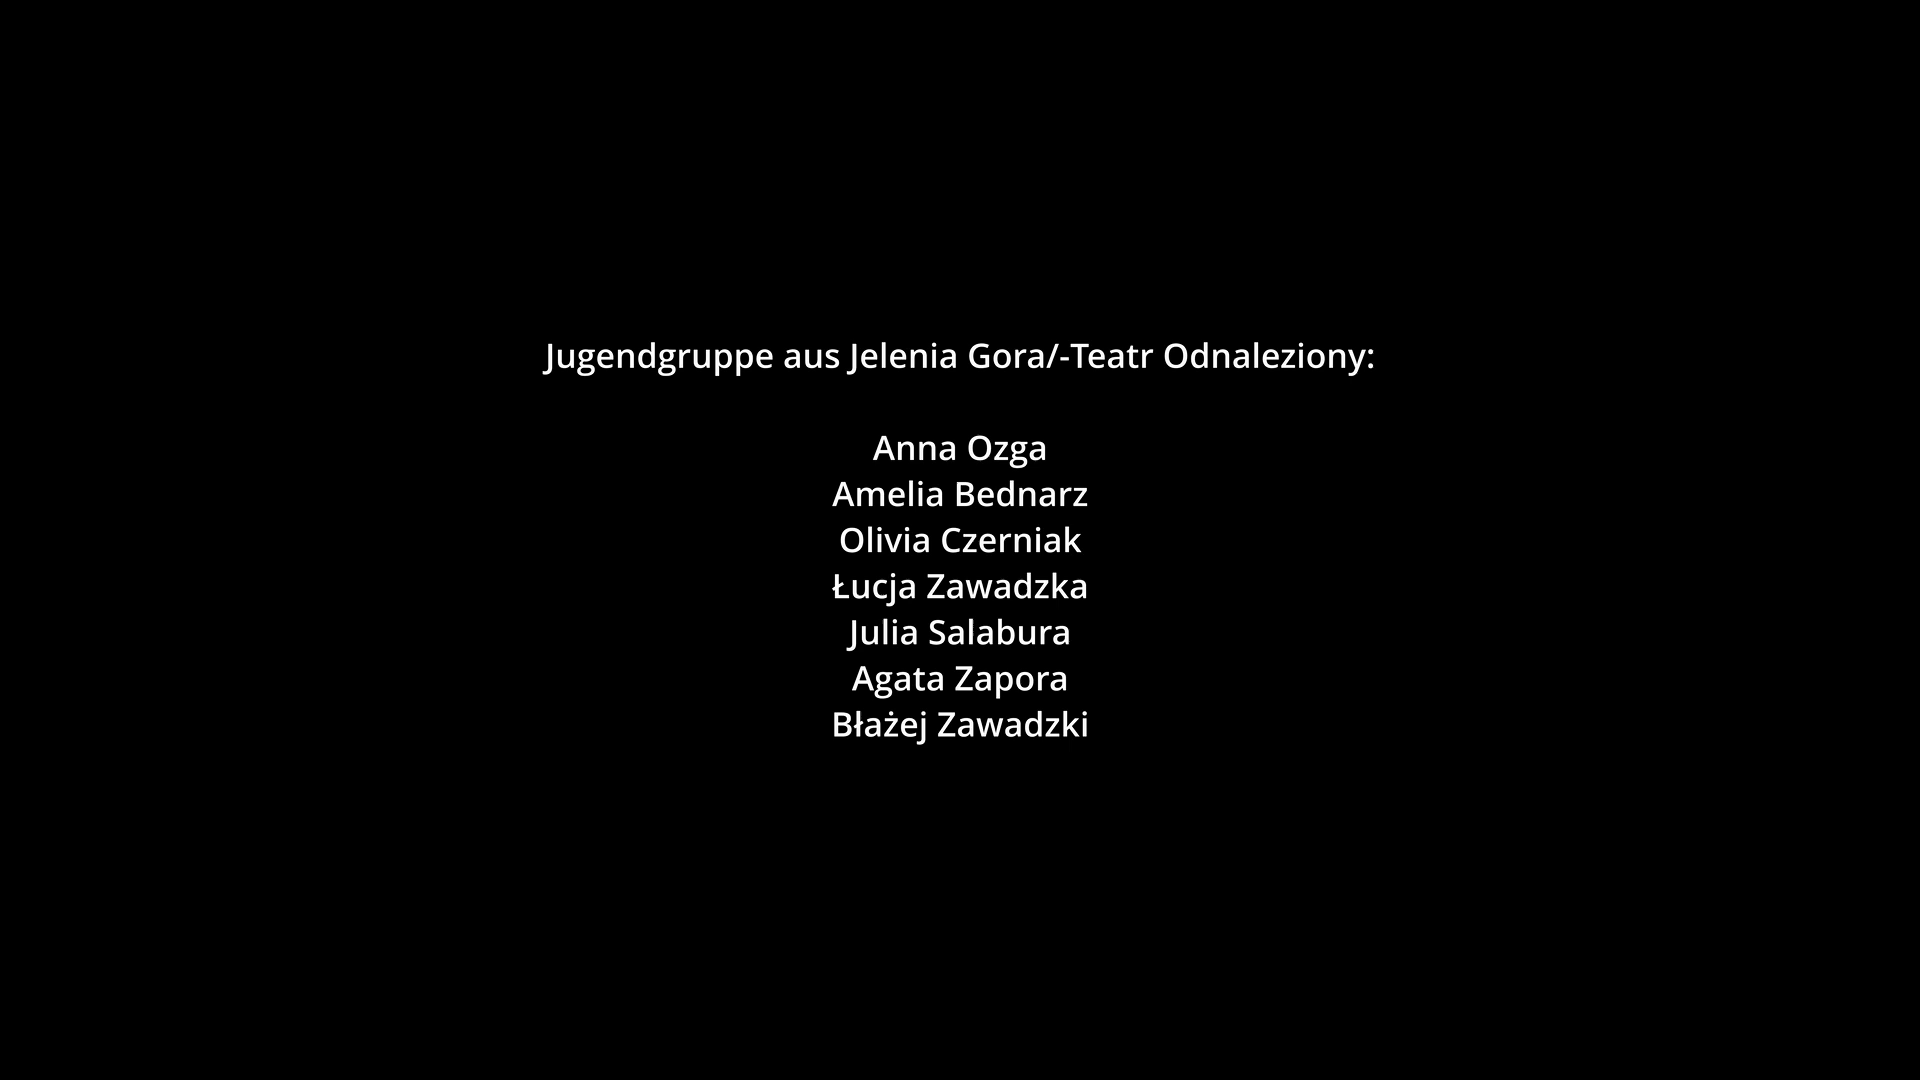 Jugendgruppe aus Jelenia Gora/-Teatr Odnaleziony:
Anna Ozga
Amelia Bednarz
Olivia Czerniak
Łucja Zawadzka
Julia Salabura
Agata Zapora
Błażej Zawadzki